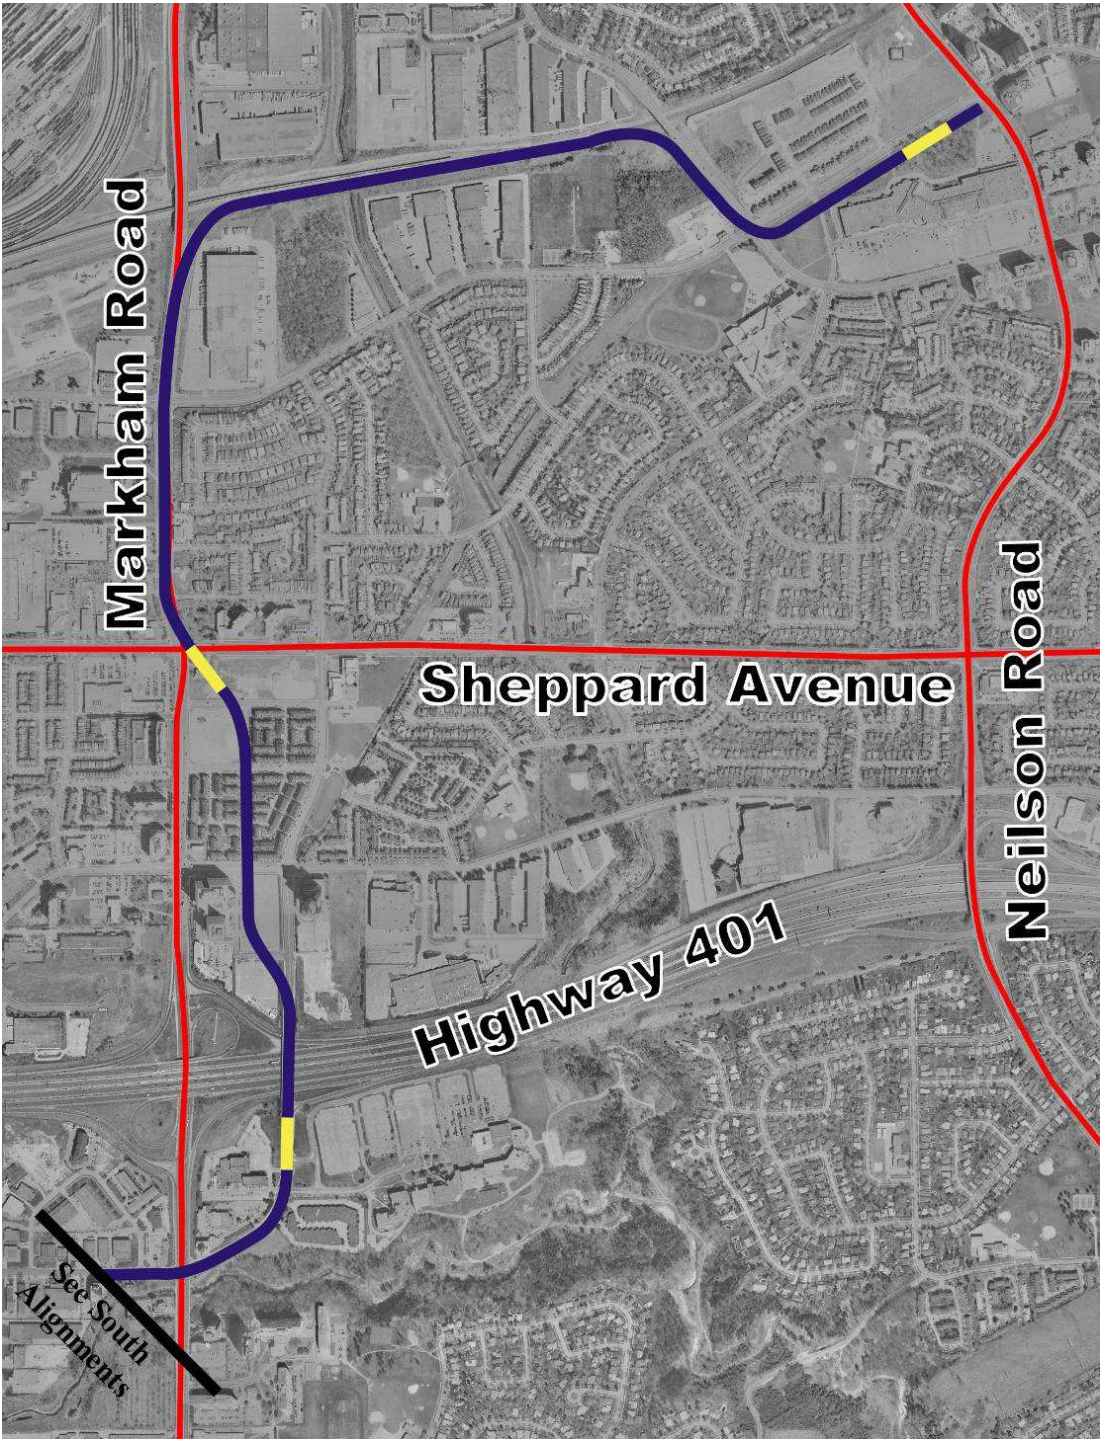 Markham Road
Sheppard Avenue
Neilson Road
Highway 401
See South
Alignments